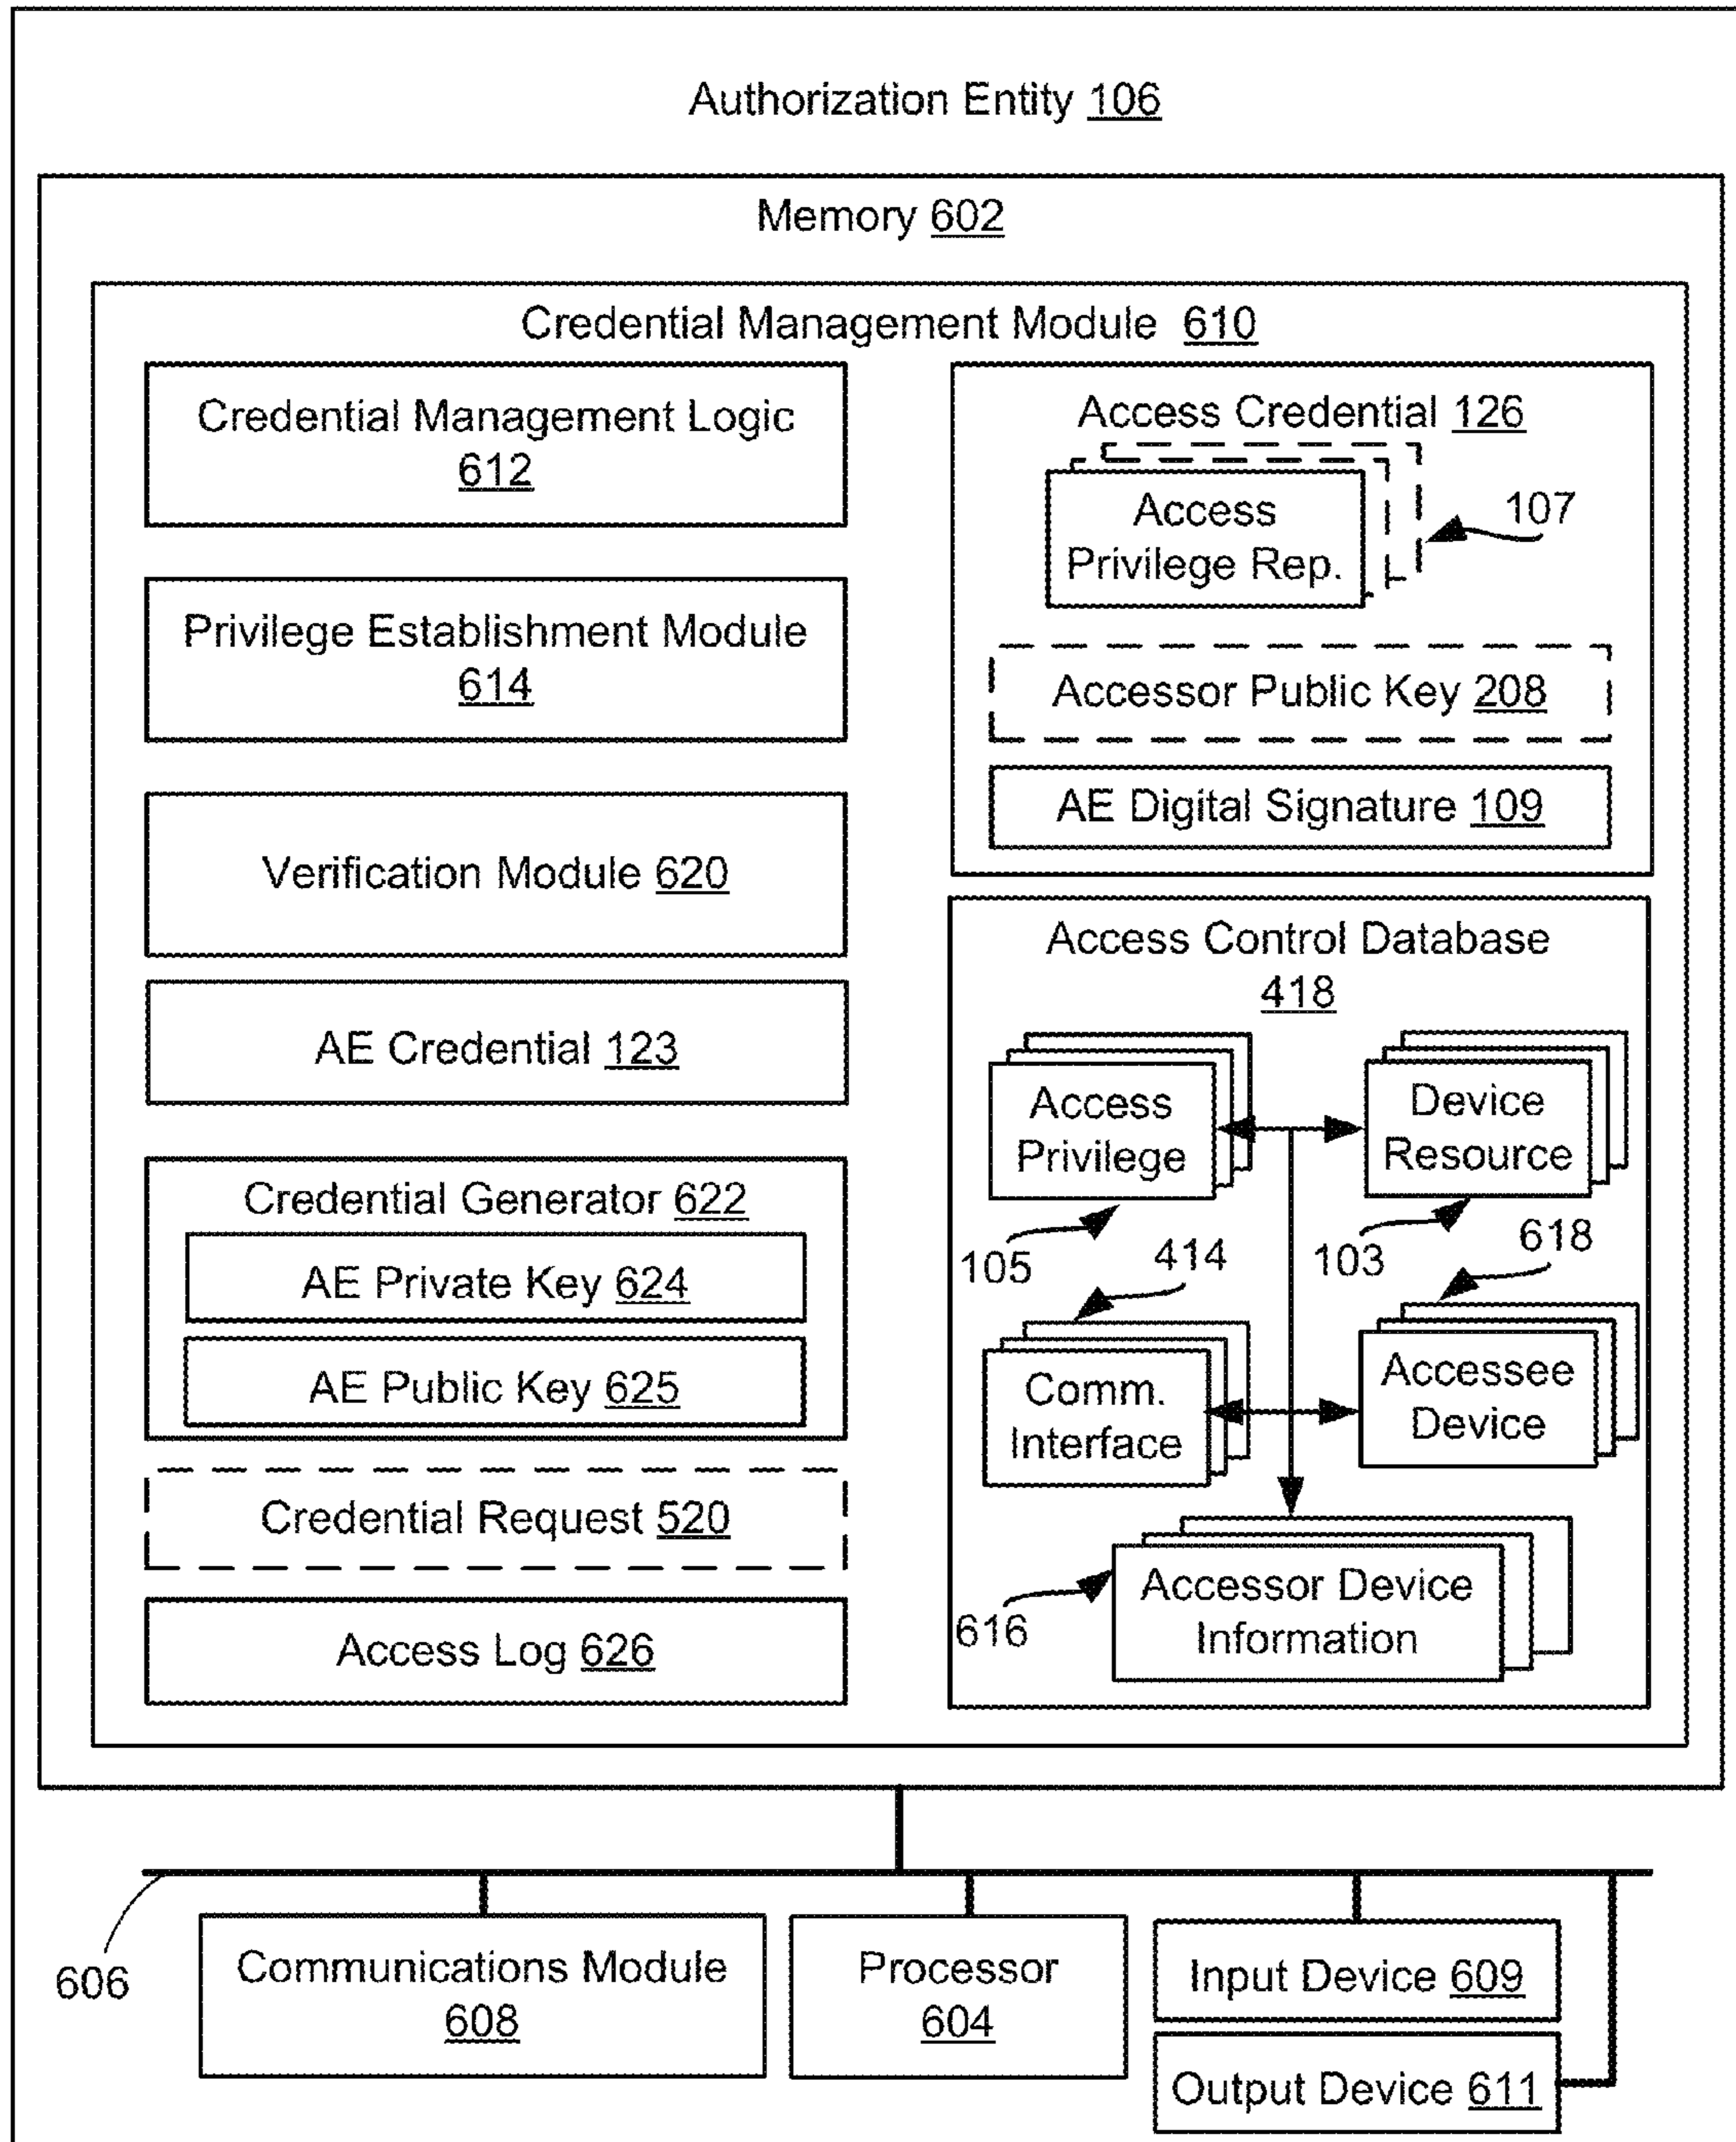 Authorization Entity 106
Memory 602
Credential Management Module 610
Credential Management Logic
612
Privilege Establishment Module
614
Verification Module 620
AE Credential 123
Credential Generator 622
AE Private Key 624
AE Public Key 625
Credential Request 520
Access Log 626
Access Credential 126
Access
Privilege Rep.
107
Accessor Public Key 208
AE Digital Signature 109
Access Control Database
418
Access
Privilege
105
Device
Resource
103
414
Comm.
Interface
618
Accessee
Device
616
Accessor Device
Information
606
Communications Module
608
Processor
604
Input Device 609
Output Device 611